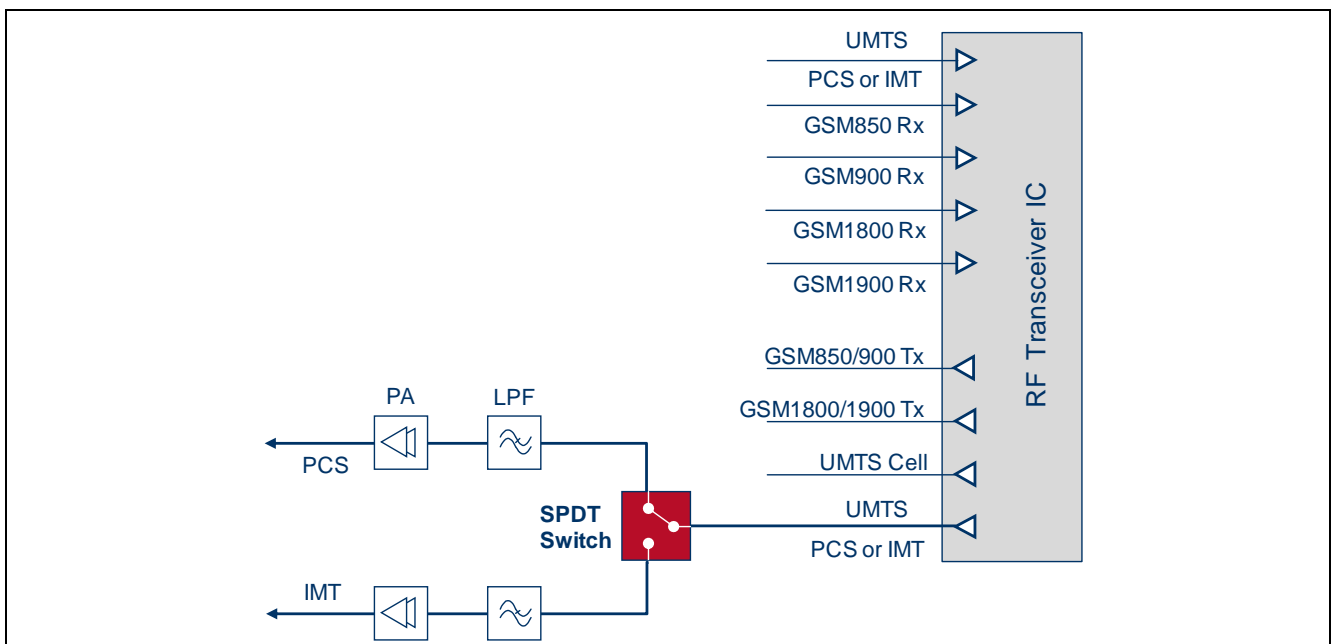 UMTS
PCS or IMT
GSM850 Rx
GSM900 Rx
GSM1800 Rx
GSM1900 Rx
RF Transceiver IC
GSM850/900 Tx
GSM1800/1900 Tx
UMTS Cell
UMTS
PCS or IMT
PA
LPF
PCS
SPDT
Switch
IMT